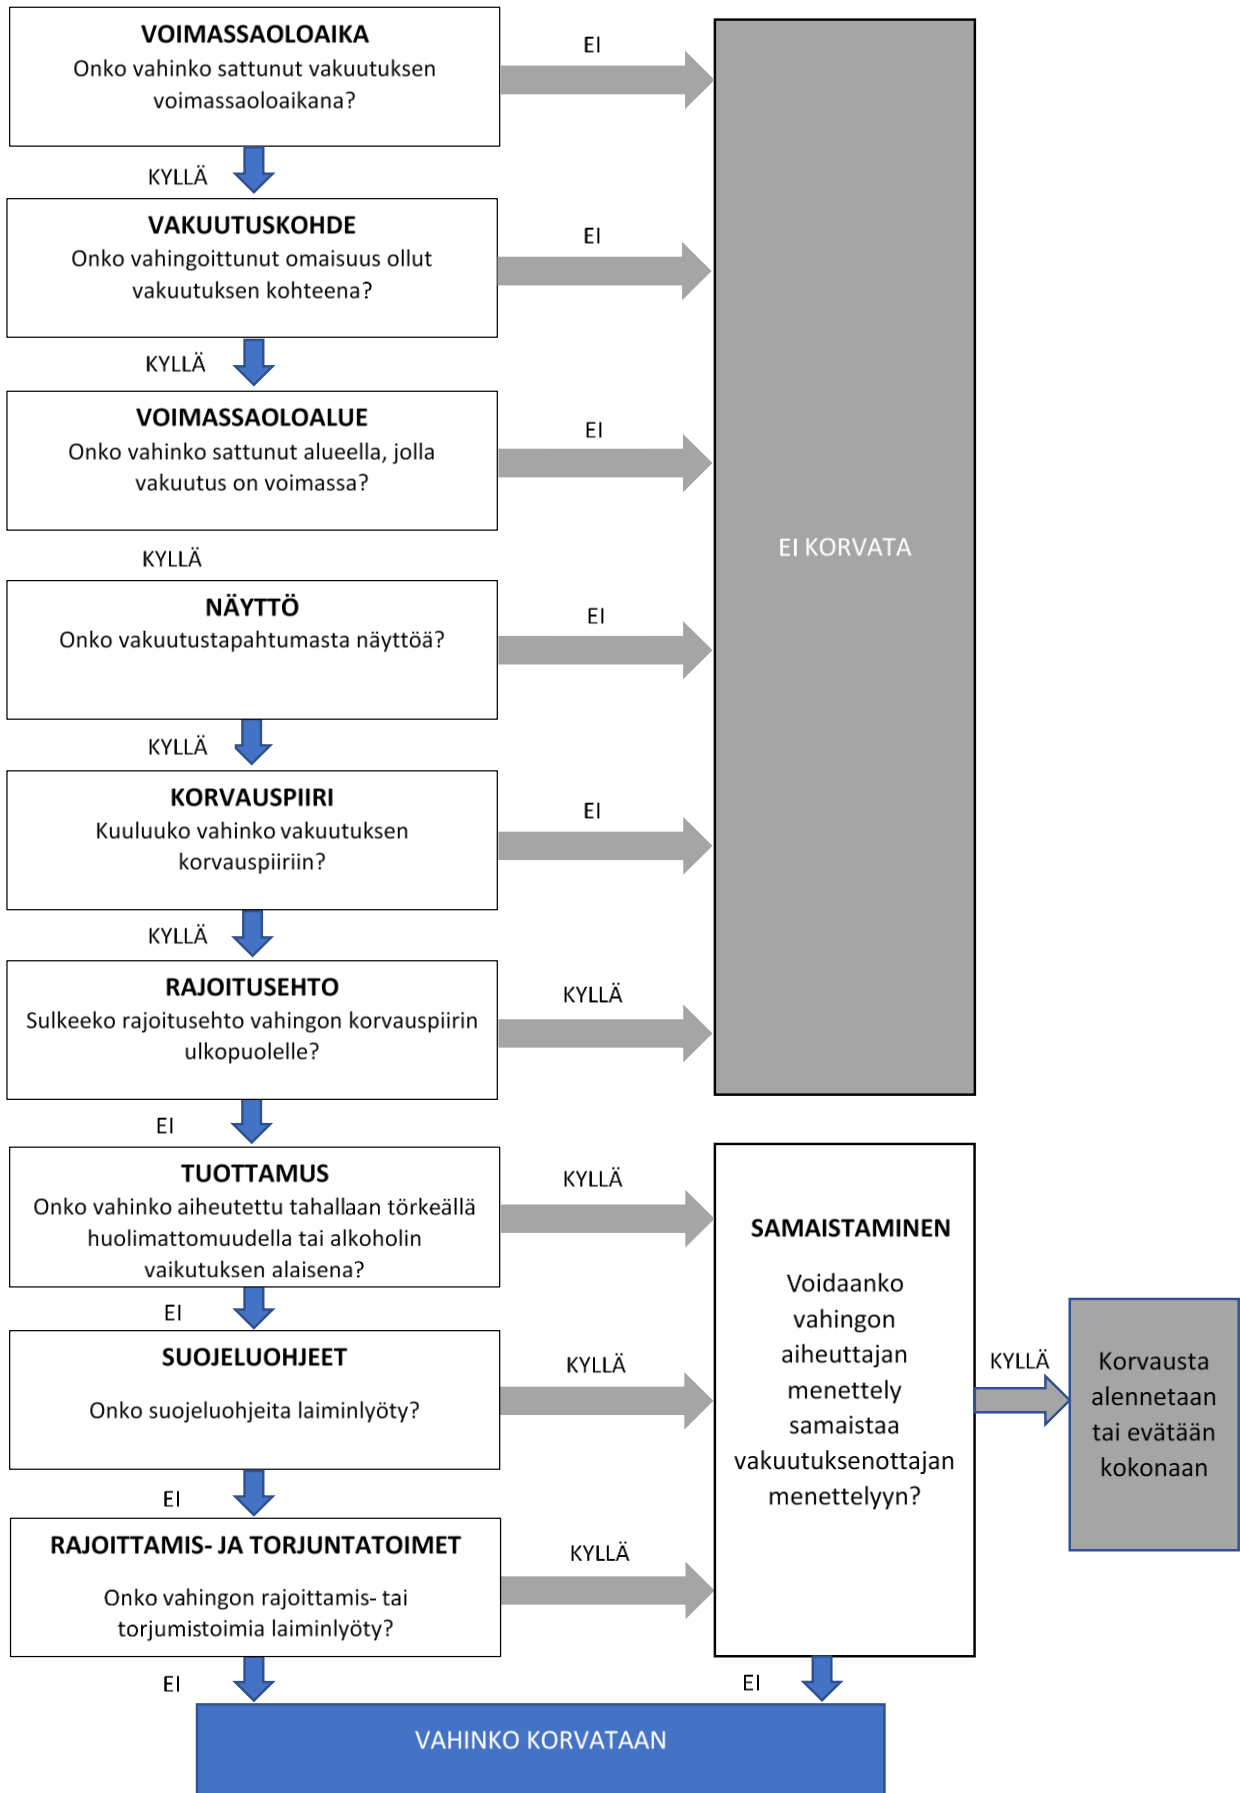 VOIMASSAOLOAIKA
Onko vahinko sattunut vakuutuksen
voimassaoloaikana?
EI
KYLLÄ
VAKUUTUSKOHDE
Onko vahingoittunut omaisuus ollut
vakuutuksen kohteena?
EI
KYLLÄ
VOIMASSAOLOALUE
Onko vahinko sattunut alueella, jolla
vakuutus on voimassa?
EI
KYLLÄ
NÄYTTÖ
Onko vakuutustapahtumasta näyttöä?
EI
KYLLÄ
KORVAUSPIIRI
Kuuluuko vahinko vakuutuksen
korvauspiiriin?
EI
KYLLÄ
RAJOITUSEHTO
Sulkeeko rajoitusehto vahingon korvauspiirin
ulkopuolelle?
KYLLÄ
EI KORVATA
EI
TUOTTAMUS
Onko vahinko aiheutettu tahallaan törkeällä
huolimattomuudella tai alkoholin
vaikutuksen alaisena?
KYLLÄ
EI
SUOJELUOHJEET
Onko suojeluohjeita laiminlyöty?
KYLLÄ
EI
RAJOITTAMIS- JA TORJUNTATOIMET
Onko vahingon rajoittamis- tai
torjumistoimia laiminlyöty?
KYLLÄ
EI
SAMAISTAMINEN
Voidaanko
vahingon
aiheuttajan
menettely
samaistaa
vakuutuksenottajan
menettelyyn?
KYLLÄ
Korvausta
alennetaan
tai evätään
kokonaan
EI
VAHINKO KORVATAAN